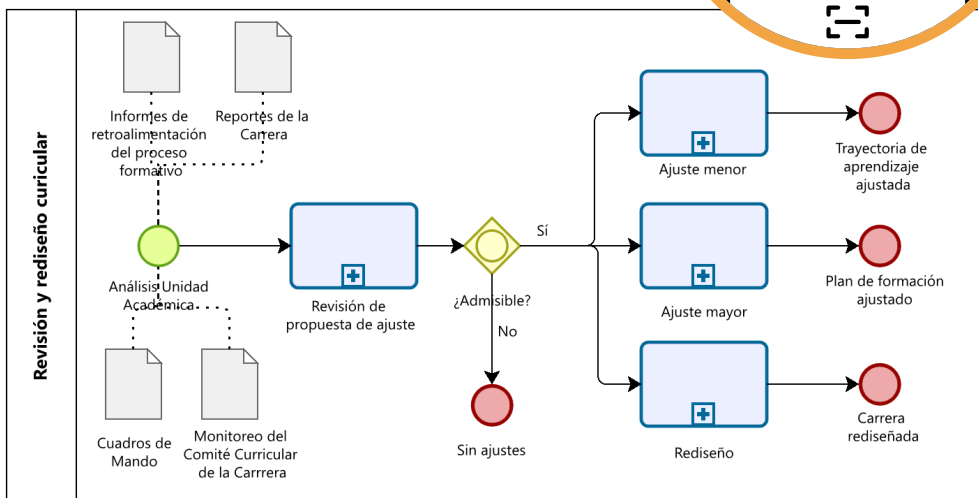 Revisión y rediseño curicular
Informes de
retroalimentación
del proceso
formativo
Reportes de la
Carrera
Análisis Unidad
Académica
Cuadros de
Mando
Monitoreo del
Comité Curricular
de la Carrrera
Revisión de
propuesta de ajuste
¿Admisible?
Sí
No
Sin ajustes
Ajuste menor
Trayectoria de
aprendizaje
ajustada
Ajuste mayor
Plan de formación
ajustado
Rediseño
Carrera
rediseñada